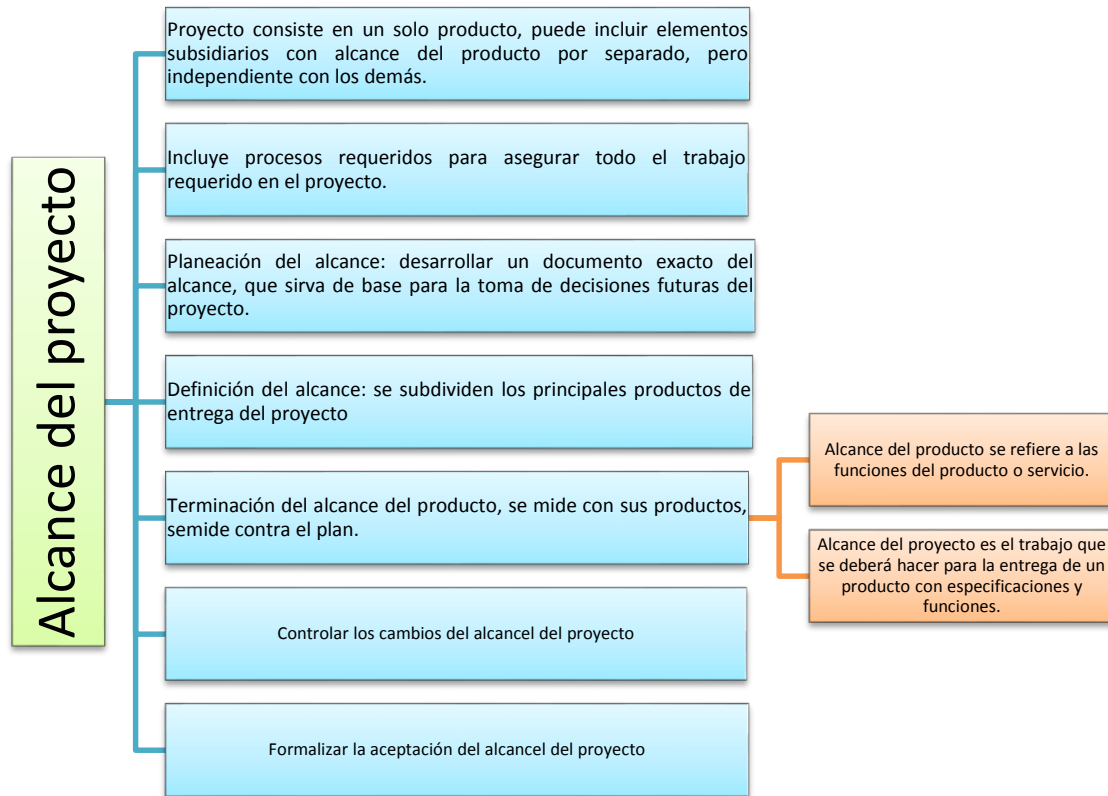 Alcance del proyecto
Proyecto consiste en un solo producto, puede incluir elementos
subsidiarios con alcance del producto por separado, pero
independiente con los demás.
Incluye procesos requeridos para asegurar todo el trabajo
requerido en el proyecto.
Planeación del alcance: desarrollar un documento exacto del
alcance, que sirva de base para la toma de decisiones futuras del
proyecto.
Definición del alcance: se subdividen los principales productos de
entrega del proyecto
Terminación del alcance del producto, se mide con sus productos,
semide contra el plan.
Alcance del producto se refiere a las
funciones del producto o servicio.
Alcance del proyecto es el trabajo que
se deberá hacer para la entrega de un
producto con especificaciones y
funciones.
Controlar los cambios del alcancel del proyecto
Formalizar la aceptación del alcancel del proyecto